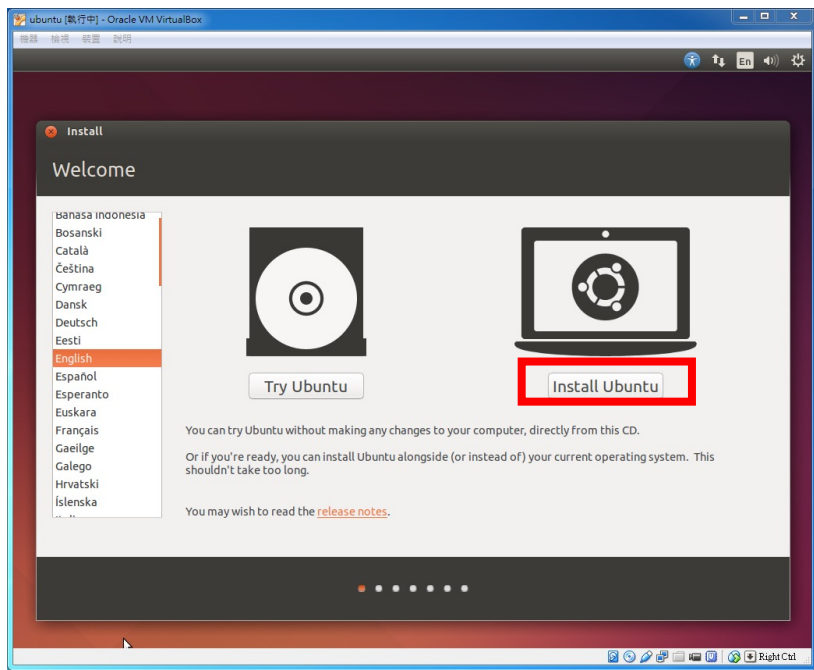 ubuntu [執行中] - Oracle VM VirtualBox
機器 檢視 裝置 說明
En
Install
Welcome
Bahasa Indonesia
Bosanski
Català
Čeština
Cymraeg
Dansk
Deutsch
Eesti
English
Español
Esperanto
Euskara
Français
Gaeilge
Galego
Hrvatski
Íslenska
Try Ubuntu
Install Ubuntu
You can try Ubuntu without making any changes to your computer, directly from this CD.
Or if you're ready, you can install Ubuntu alongside (or instead of) your current operating system. This
shouldn't take too long.
You may wish to read the release notes.
Right Ctrl